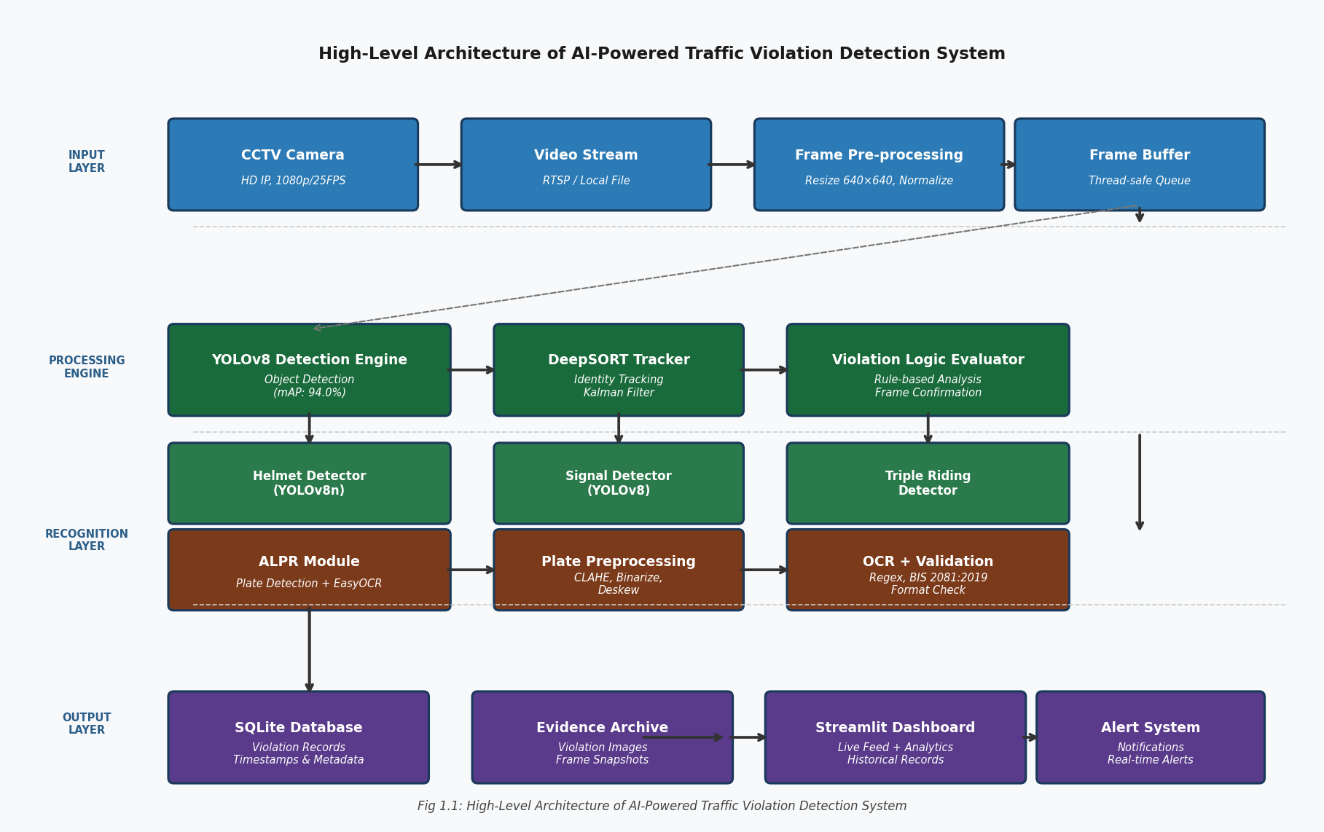 High-Level Architecture of AI-Powered Traffic Violation Detection System
INPUT
LAYER
CCTV Camera
HD IP, 1080p/25FPS
Video Stream
RTSP / Local File
Frame Pre-processing
Resize 640×640, Normalize
Frame Buffer
Thread-safe Queue
PROCESSING
ENGINE
YOLOv8 Detection Engine
Object Detection
(mAP: 94.0%)
DeepSORT Tracker
Identity Tracking
Kalman Filter
Violation Logic Evaluator
Rule-based Analysis
Frame Confirmation
Helmet Detector
(YOLOv8n)
Signal Detector
(YOLOv8)
Triple Riding
Detector
RECOGNITION
LAYER
ALPR Module
Plate Detection + EasyOCR
Plate Preprocessing
CLAHE, Binarize,
Deskew
OCR + Validation
Regex, BIS 2081:2019
Format Check
OUTPUT
LAYER
SQLite Database
Violation Records
Timestamps & Metadata
Evidence Archive
Violation Images
Frame Snapshots
Streamlit Dashboard
Live Feed + Analytics
Historical Records
Alert System
Notifications
Real-time Alerts
Fig 1.1: High-Level Architecture of AI-Powered Traffic Violation Detection System